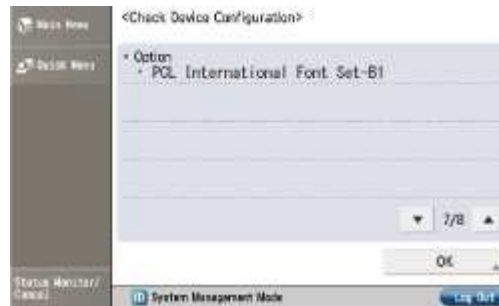 Main Menu
<Check Device Configuration>
Quick Menu
• Option
・ PCL International Font Set-B1
▼ 7/8 ▲
OK
Status Monitor/
Cancel
ID System Management Mode
Log Out